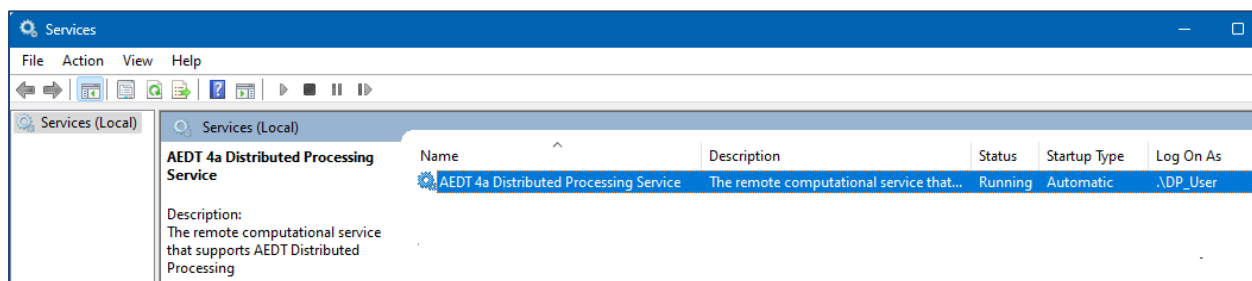 Services
File Action View Help
Services (Local)
Services (Local)
AEDT 4a Distributed Processing
Service
Description:
The remote computational service
that supports AEDT Distributed
Processing
Name Description Status Startup Type Log On As
AEDT 4a Distributed Processing Service The remote computational service that... Running Automatic .\DP_User